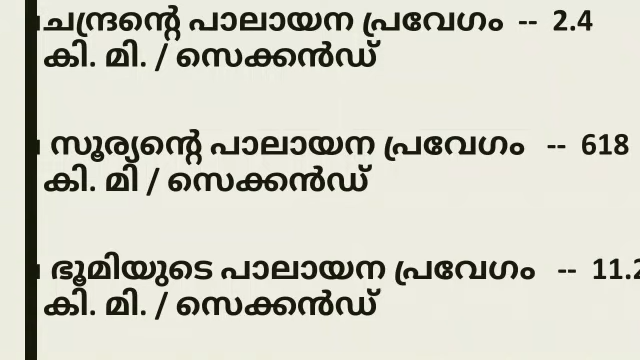 ചന്ദ്രന്റെ പാലായന പ്രവേഗം -- 2.4
കി. മി. / സെക്കൻഡ്
സൂര്യന്റെ പാലായന പ്രവേഗം -- 618
കി. മി / സെക്കൻഡ്
ഭൂമിയുടെ പാലായന പ്രവേഗം -- 11.2
കി. മി. / സെക്കൻഡ്